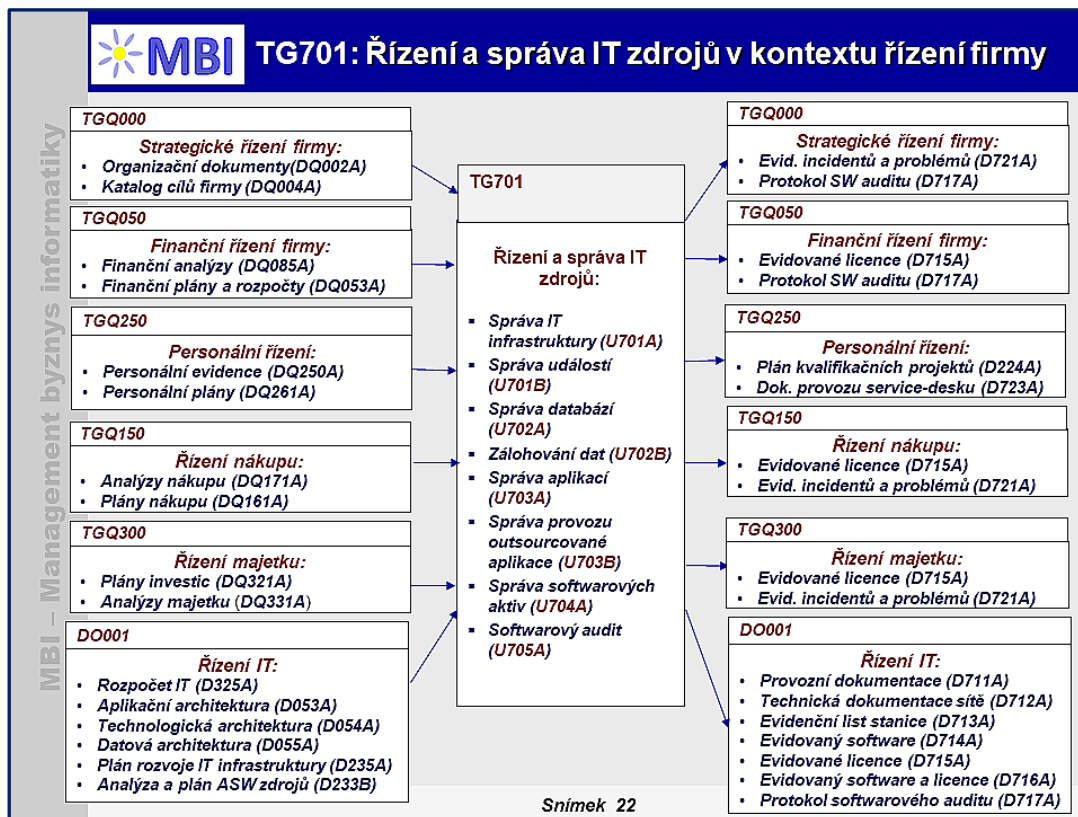 MBI
TG701: Řízení a správa IT zdrojů v kontextu řízení firmy
MBI – Management byznys informatiky
TGQ000
Strategické řízení firmy:
• Organizační dokumenty(DQ002A)
• Katalog cílů firmy (DQ004A)
TGQ050
Finanční řízení firmy:
• Finanční analýzy (DQ085A)
• Finanční plány a rozpočty (DQ053A)
TGQ250
Personální řízení:
• Personální evidence (DQ250A)
• Personální plány (DQ261A)
TGQ150
Řízení nákupu:
• Analýzy nákupu (DQ171A)
• Plány nákupu (DQ161A)
TGQ300
Řízení majetku:
• Plány investic (DQ321A)
• Analýzy majetku (DQ331A)
DO001
Řízení IT:
• Rozpočet IT (D325A)
• Aplikační architektura (D053A)
• Technologická architektura (D054A)
• Datová architektura (D055A)
• Plán rozvoje IT infrastruktury (D235A)
• Analýza a plán ASW zdrojů (D233B)
TG701
Řízení a správa IT
zdrojů:
▪ Správa IT
infrastruktury (U701A)
▪ Správa událostí
(U701B)
▪ Správa databází
(U702A)
▪ Zálohování dat (U702B)
▪ Správa aplikací
(U703A)
▪ Správa provozu
outsourcované
aplikace (U703B)
▪ Správa softwarových
aktiv (U704A)
▪ Softwarový audit
(U705A)
TGQ000
Strategické řízení firmy:
• Evid. incidentů a problémů (D721A)
• Protokol SW auditu (D717A)
TGQ050
Finanční řízení firmy:
• Evidované licence (D715A)
• Protokol SW auditu (D717A)
TGQ250
Personální řízení:
• Plán kvalifikačních projektů (D224A)
• Dok. provozu service-desku (D723A)
TGQ150
Řízení nákupu:
• Evidované licence (D715A)
• Evid. incidentů a problémů (D721A)
TGQ300
Řízení majetku:
• Evidované licence (D715A)
• Evid. incidentů a problémů (D721A)
DO001
Řízení IT:
• Provozní dokumentace (D711A)
• Technická dokumentace sítě (D712A)
• Evidenční list stanice (D713A)
• Evidovaný software (D714A)
• Evidované licence (D715A)
• Evidovaný software a licence (D716A)
• Protokol softwarového auditu (D717A)
Snímek 22